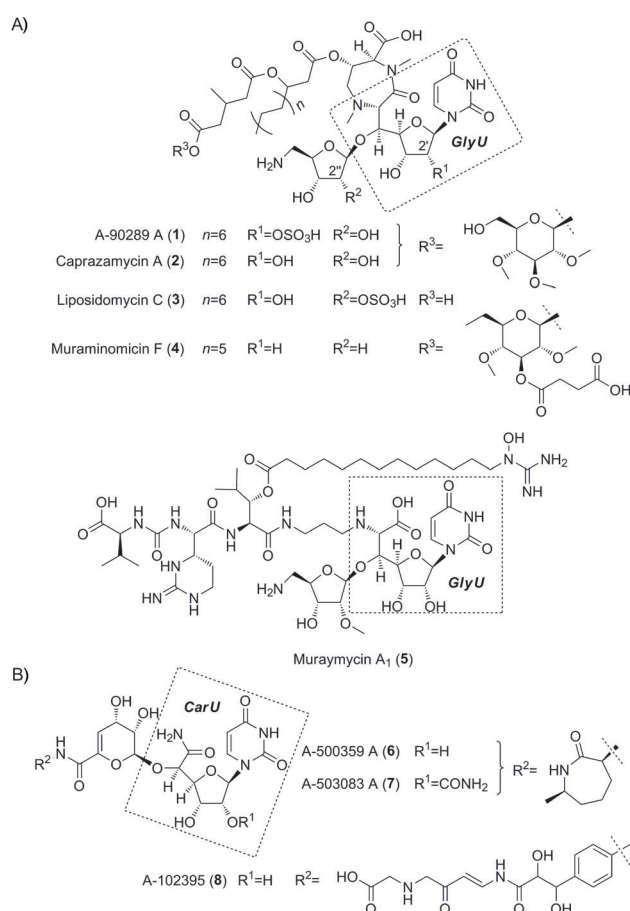 A)
O OH
O O O N
O O O N O
O N O NH
O O N O N O
R³O O H
H₂N O 2' GlyU
2" HO R¹
HO R²
n
A-90289 A (1) n=6 R¹=OSO₃H R²=OH
Caprazamycin A (2) n=6 R¹=OH R²=OH
R³= HO O O O O
Liposidomycin C (3) n=6 R¹=OH R²=OSO₃H R³=H
Muraminomicin F (4) n=5 R¹=H R²=H R³=
O O O O O OH O
OH
N NH₂
NH
O OH O O
O O O NH
OH H H O H H H N N O
O N N N N N
O O O O GlyU
HN N H₂N O H
HN NH HO O HO OH
H
Muraymycin A₁ (5)
B)
OH OH CarU O
H₂N O NH
HN O O N O
R² O H
HO OR¹
A-500359 A (6) R¹=H
A-503083 A (7) R¹=CONH₂
R²= O HN
A-102395 (8) R¹=H R²=
O HO N H O H N O OH OH